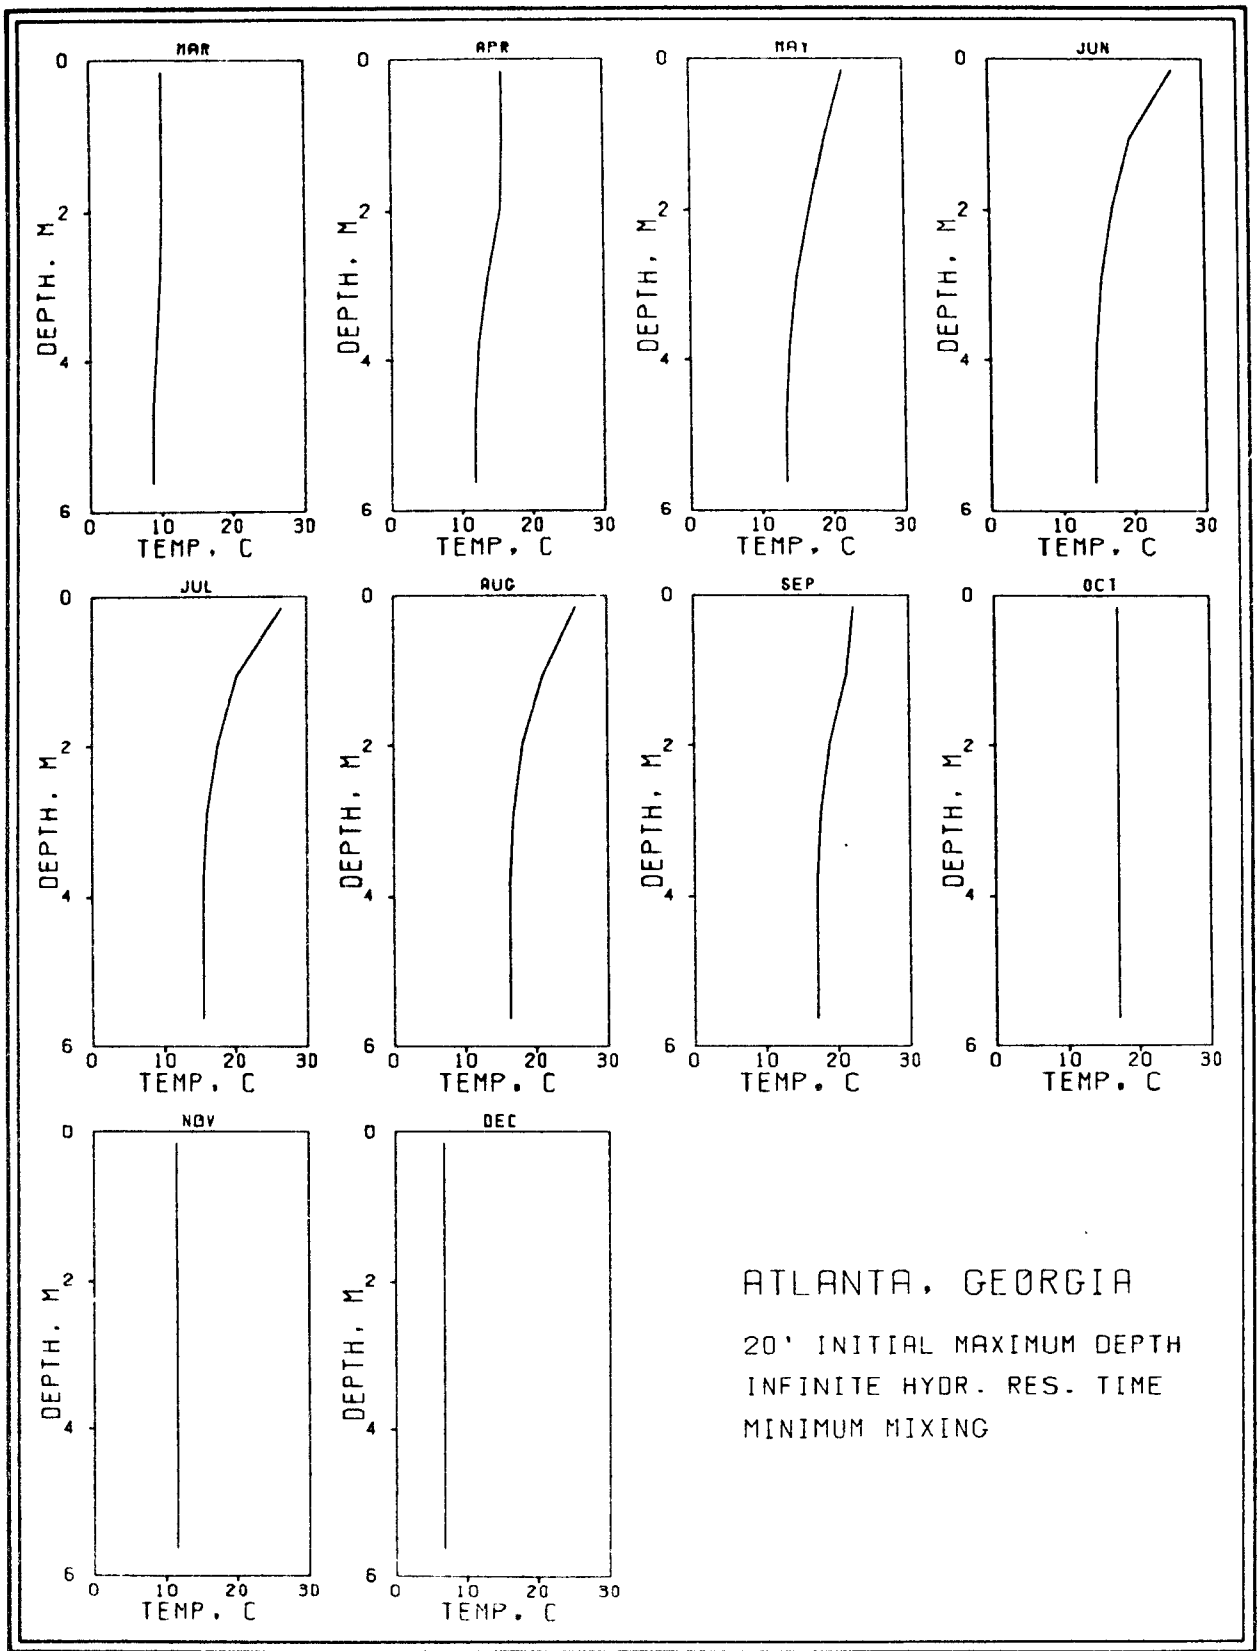 MAR
0
2
4
6
DEPTH, M
0 10 20 30
TEMP, C
APR
0
2
4
6
DEPTH, M
0 10 20 30
TEMP, C
MAY
0
2
4
6
DEPTH, M
0 10 20 30
TEMP, C
JUN
0
2
4
6
DEPTH, M
0 10 20 30
TEMP, C
JUL
0
2
4
6
DEPTH, M
0 10 20 30
TEMP, C
AUG
0
2
4
6
DEPTH, M
0 10 20 30
TEMP, C
SEP
0
2
4
6
DEPTH, M
0 10 20 30
TEMP, C
OCT
0
2
4
6
DEPTH, M
0 10 20 30
TEMP, C
NOV
0
2
4
6
DEPTH, M
0 10 20 30
TEMP, C
DEC
0
2
4
6
DEPTH, M
0 10 20 30
TEMP, C
ATLANTA, GEORGIA
20' INITIAL MAXIMUM DEPTH
INFINITE HYDR. RES. TIME
MINIMUM MIXING